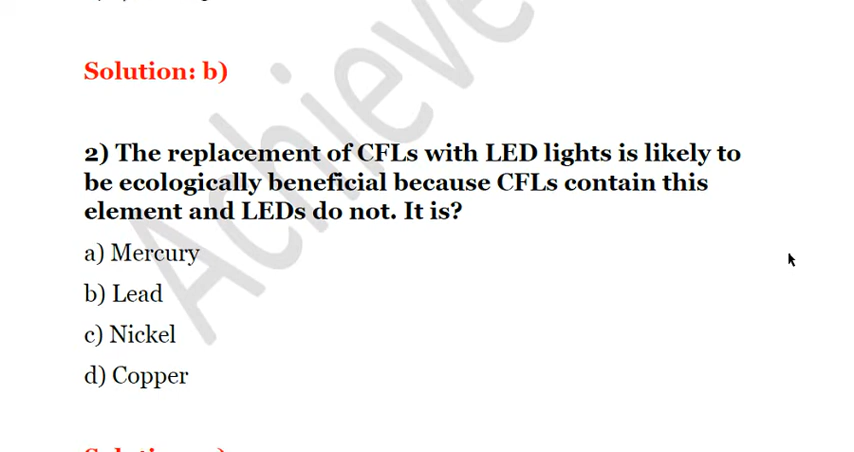 Solution: b)
2) The replacement of CFLs with LED lights is likely to
be ecologically beneficial because CFLs contain this
element and LEDs do not. It is?
a) Mercury
b) Lead
c) Nickel
d) Copper
Achieve